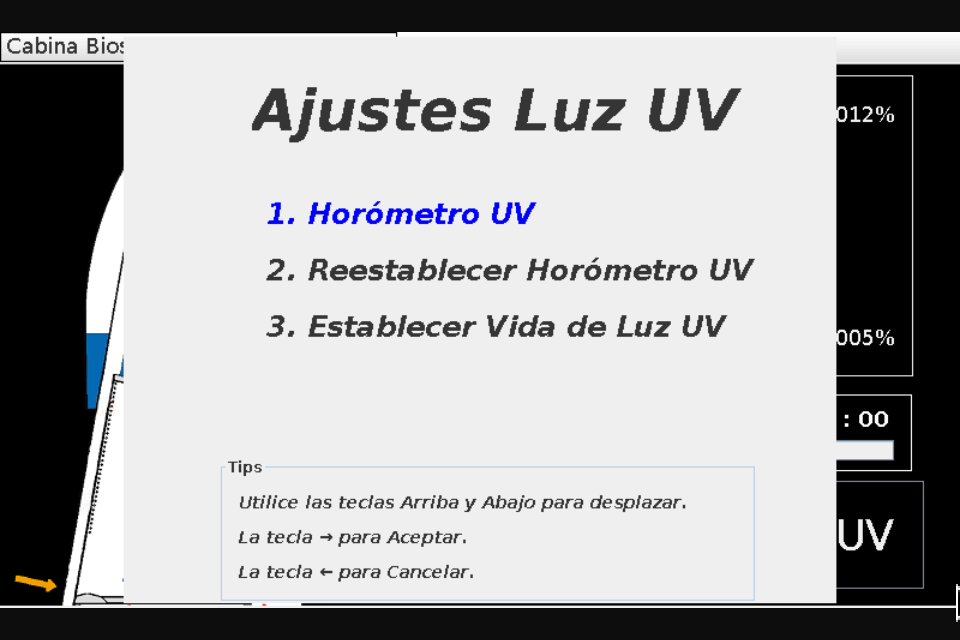 Cabina Bios
Ajustes Luz UV
012%
1. Horómetro UV
2. Reestablecer Horómetro UV
3. Establecer Vida de Luz UV
005%
: 00
Tips
Utilice las teclas Arriba y Abajo para desplazar.
La tecla → para Aceptar.
La tecla ← para Cancelar.
UV